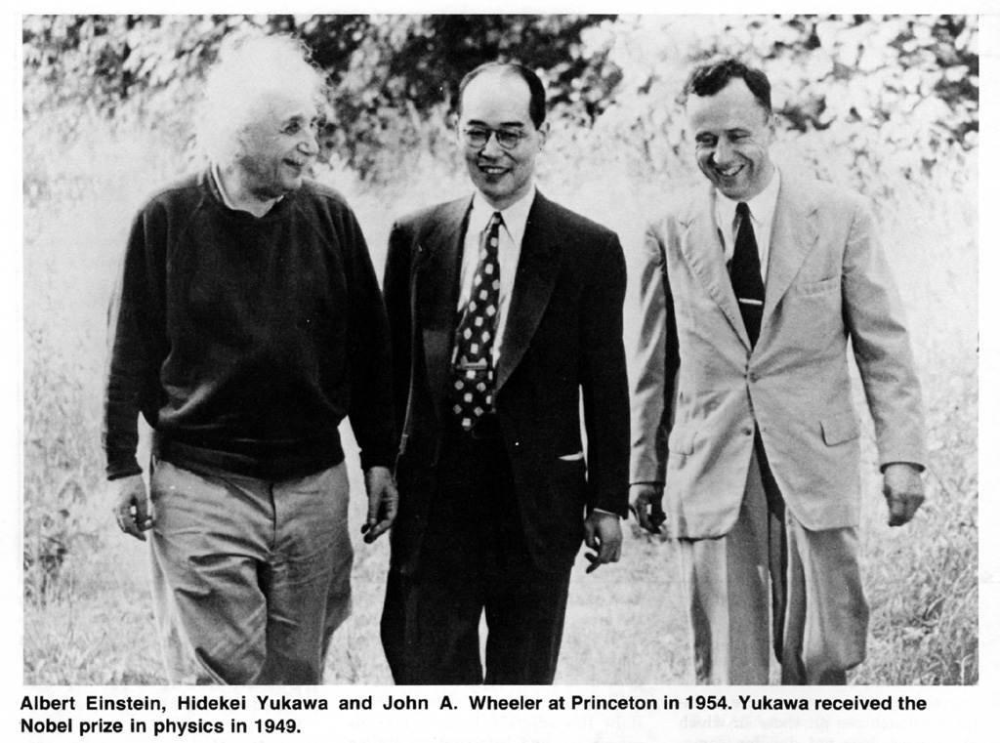 Albert Einstein, Hidekei Yukawa and John A. Wheeler at Princeton in 1954. Yukawa received the
Nobel prize in physics in 1949.